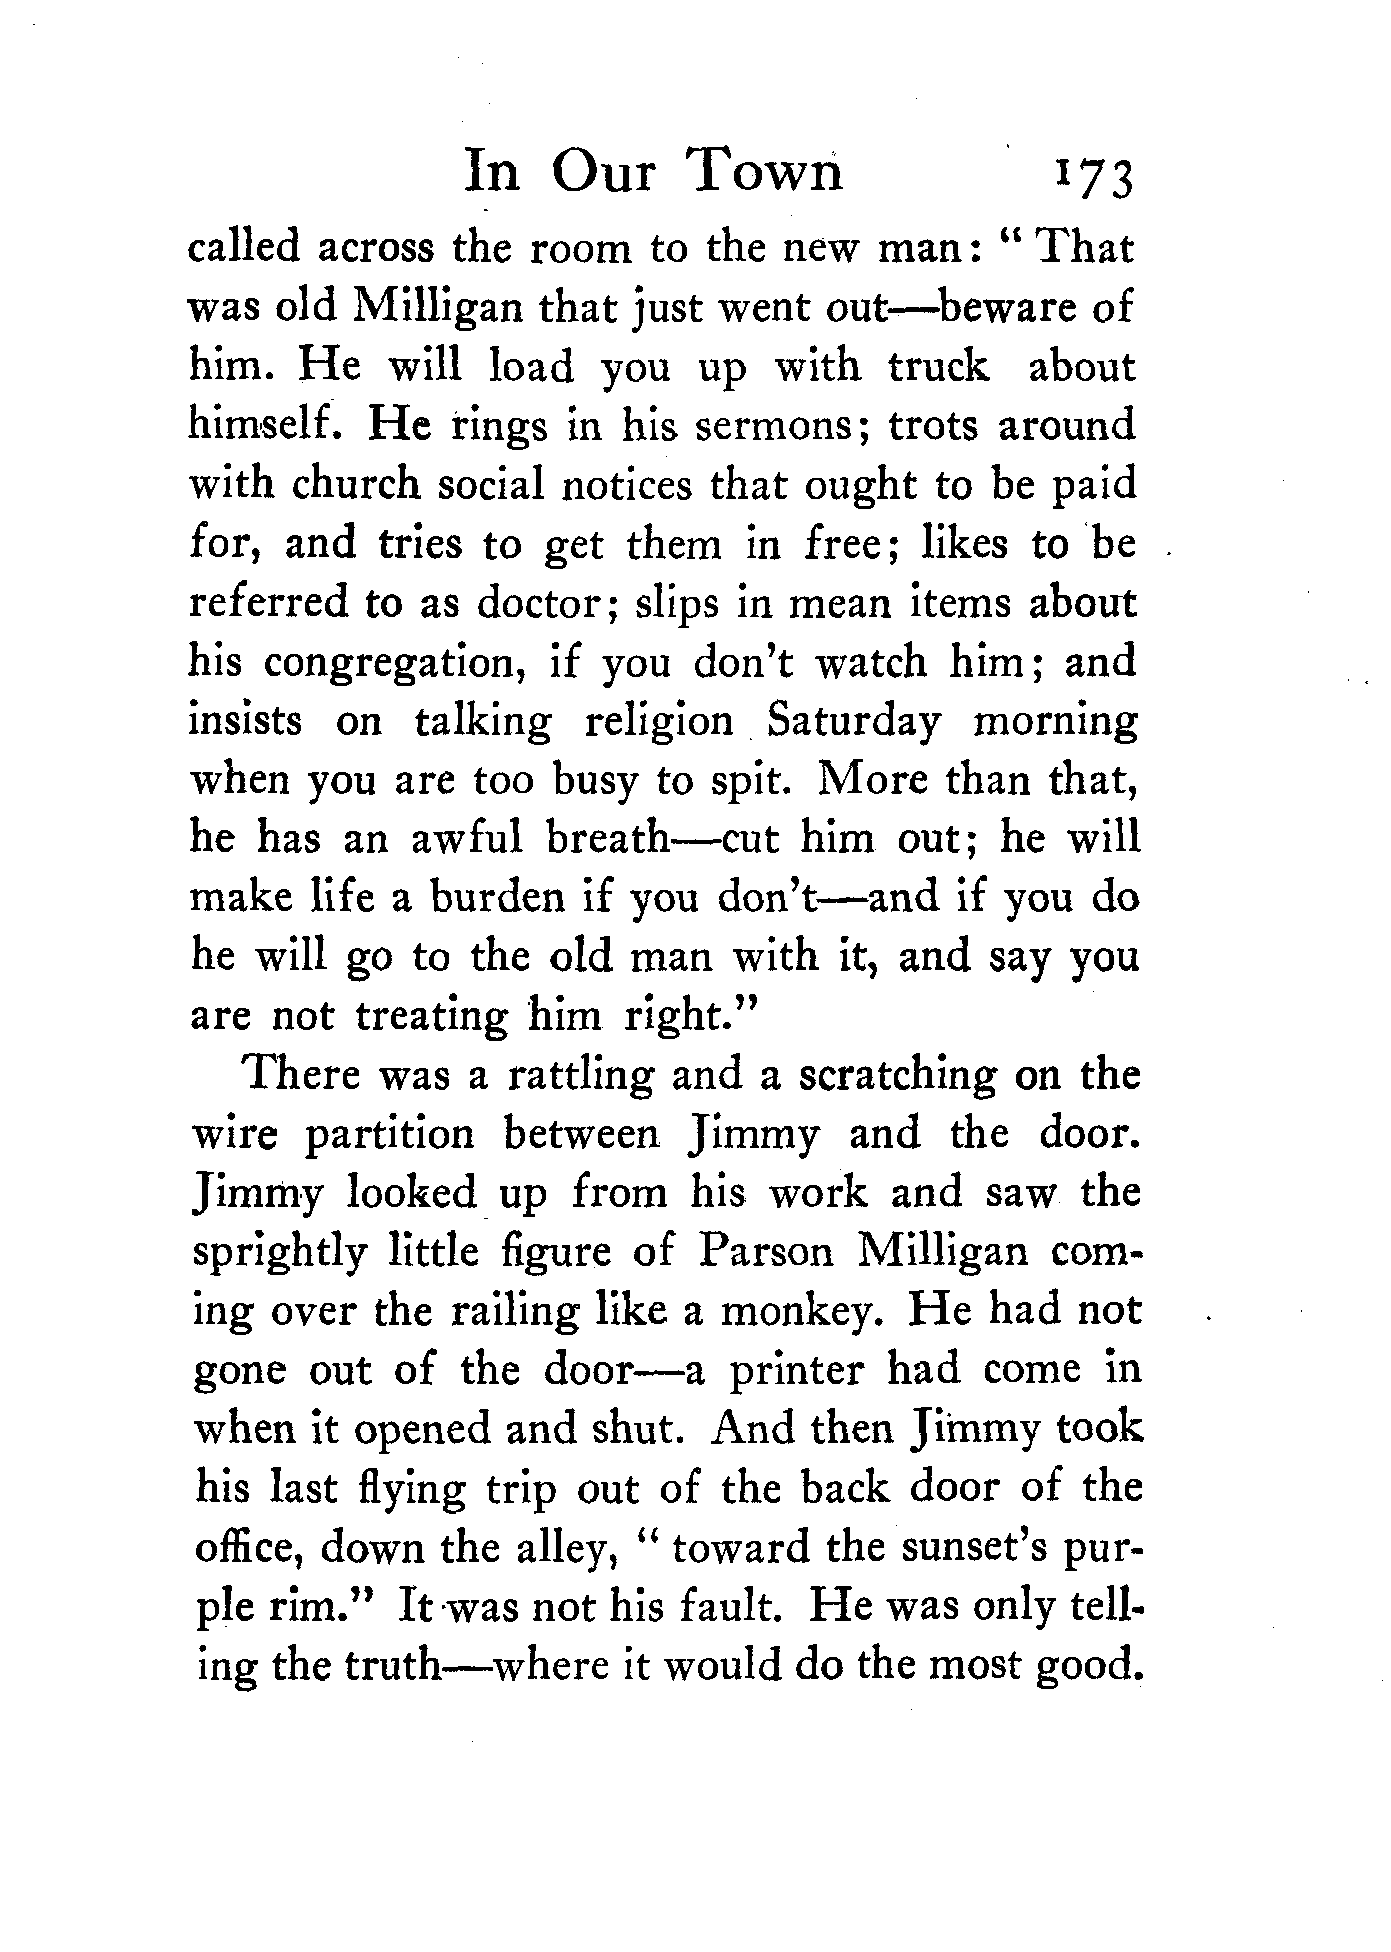 In Our Town 173
called across the room to the new man: " That
was old Milligan that just went out—beware of
him. He will load you up with truck about
himself. He rings in his sermons; trots around
with church social notices that ought to be paid
for, and tries to get them in free; likes to be
referred to as doctor; slips in mean items about
his congregation, if you don't watch him; and
insists on talking religion Saturday morning
when you are too busy to spit. More than that,
he has an awful breath—cut him out; he will
make life a burden if you don't—and if you do
he will go to the old man with it, and say you
are not treating him right."
There was a rattling and a scratching on the
wire partition between Jimmy and the door.
Jimmy looked up from his work and saw the
sprightly little figure of Parson Milligan com-
ing over the railing like a monkey. He had not
gone out of the door—a printer had come in
when it opened and shut. And then Jimmy took
his last flying trip out of the back door of the
office, down the alley, " toward the sunset's pur-
ple rim." It was not his fault. He was only tell-
ing the truth—where it would do the most good.